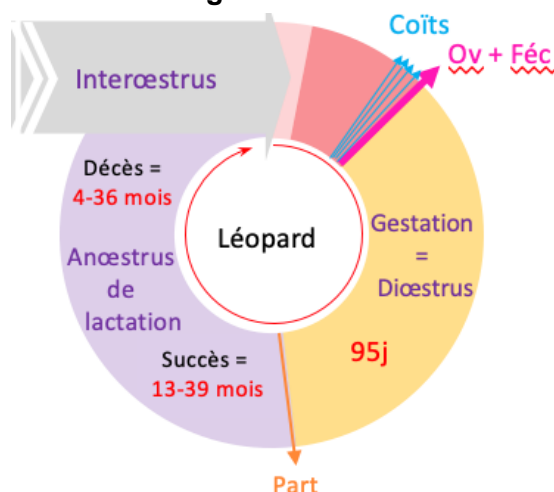 Coïts
Ov + Féc
Interœstrus
Décès =
4-36 mois
Léopard
Gestation
=
Diœstrus
Anœstrus
de
lactation
95j
Succès =
13-39 mois
Part